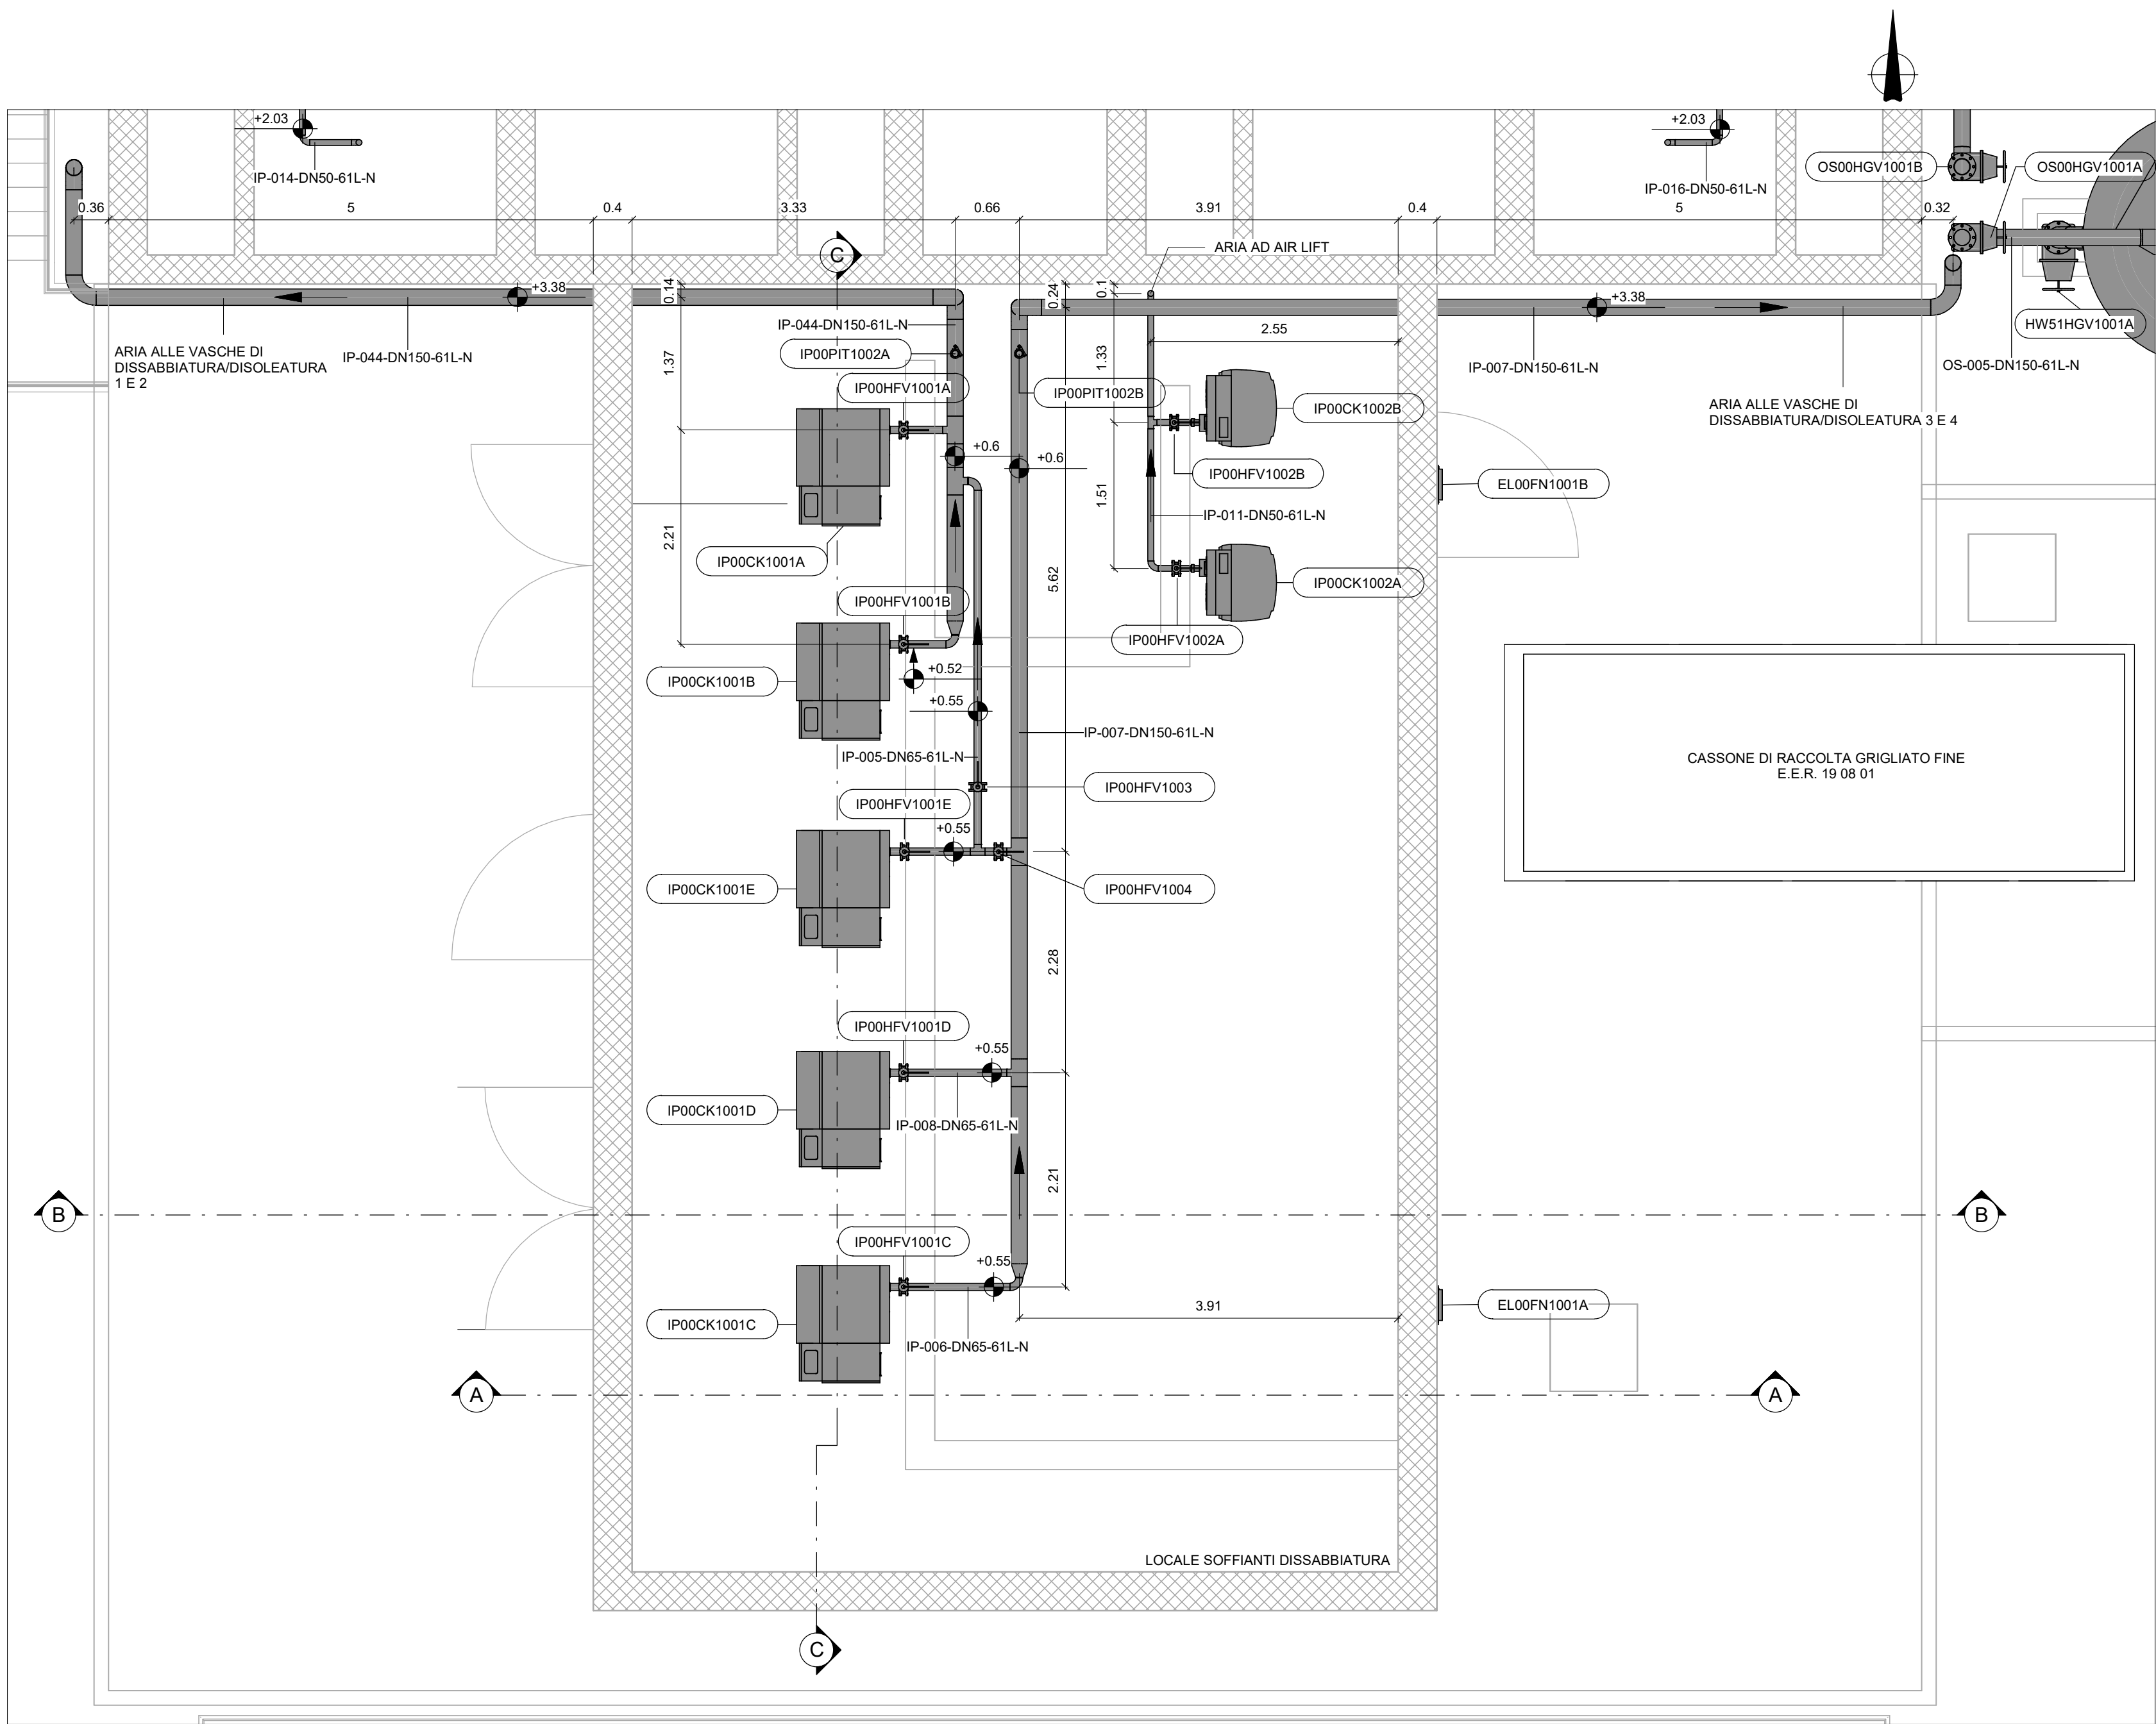 +2.03
+2.03
IP-014-DN50-61L-N
IP-016-DN50-61L-N
OS00HGV1001B
OS00HGV1001A
0.36
5
0.4
3.33
0.66
3.91
0.4
5
0.32
C
ARIA AD AIR LIFT
+3.38
0.14
0.24
0.1
+3.38
IP-044-DN150-61L-N
HW51HGV1001A
2.55
ARIA ALLE VASCHE DI
DISSABBIATURA/DISOLEATURA
1 E 2
IP-044-DN150-61L-N
IP00PIT1002A
1.37
1.33
IP-007-DN150-61L-N
OS-005-DN150-61L-N
IP00HFV1001A
IP00PIT1002B
IP00CK1002B
ARIA ALLE VASCHE DI
DISSABBIATURA/DISOLEATURA 3 E 4
+0.6
+0.6
IP00HFV1002B
EL00FN1001B
1.51
IP-011-DN50-61L-N
2.21
IP00CK1001A
5.62
IP00CK1002A
IP00HFV1001B
IP00HFV1002A
+0.52
IP00CK1001B
+0.55
IP-007-DN150-61L-N
IP-005-DN65-61L-N
CASSONE DI RACCOLTA GRIGLIATO FINE
E.E.R. 19 08 01
IP00HFV1003
IP00HFV1001E
+0.55
IP00CK1001E
IP00HFV1004
2.28
IP00HFV1001D
+0.55
IP00CK1001D
IP-008-DN65-61L-N
2.21
B
B
IP00HFV1001C
+0.55
3.91
EL00FN1001A
IP00CK1001C
IP-006-DN65-61L-N
A
A
LOCALE SOFFIANTI DISSABBIATURA
C